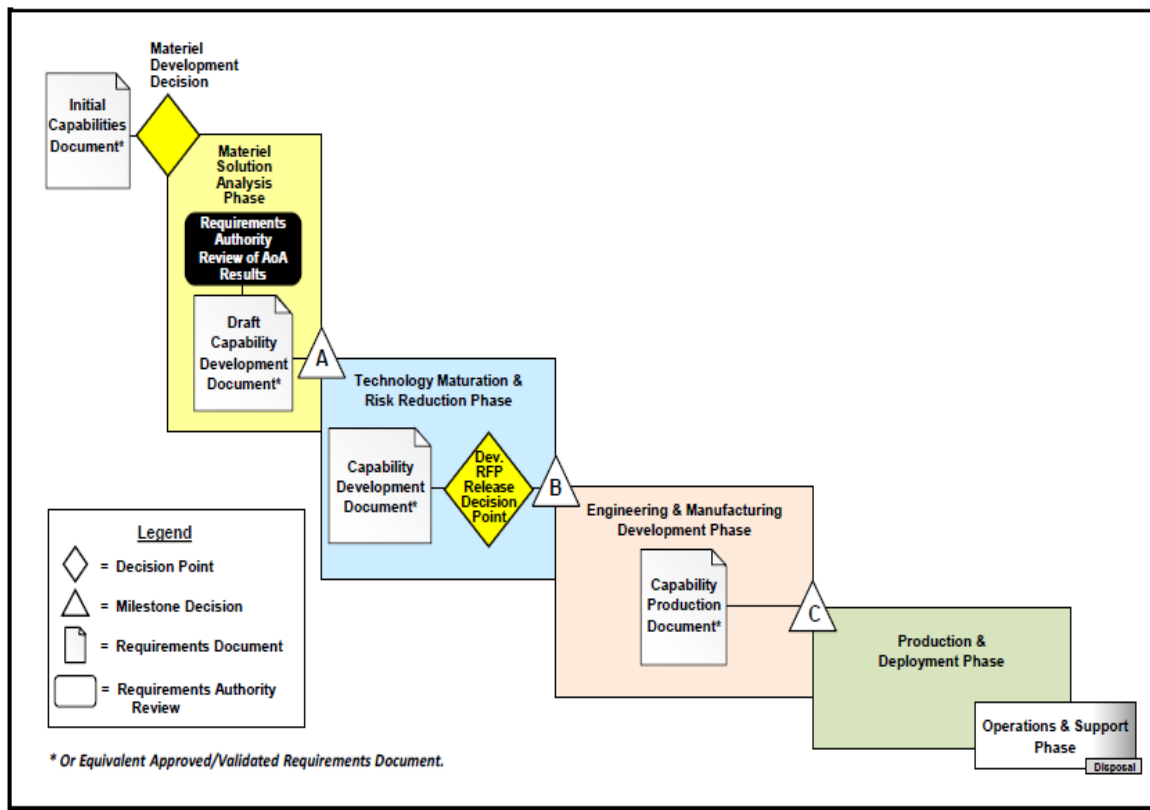 Materiel
Development
Decision
Initial
Capabilities
Document*
Materiel
Solution
Analysis
Phase
Requirements
Authority
Review of AoA
Results
Draft
Capability
Development
Document*
A
Technology Maturation &
Risk Reduction Phase
Capability
Development
Document*
Dev.
RFP
Release
Decision
Point
B
Engineering & Manufacturing
Development Phase
Capability
Production
Document*
C
Production &
Deployment Phase
Operations & Support
Phase
Disposal
Legend
= Decision Point
= Milestone Decision
= Requirements Document
= Requirements Authority
Review
* Or Equivalent Approved/Validated Requirements Document.